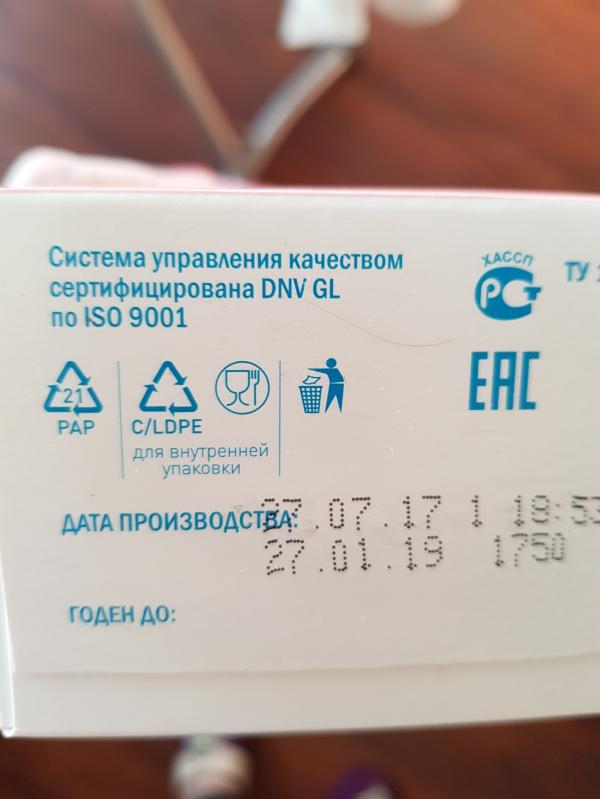 Система управления качеством
сертифицирована DNV GL
по ISO 9001
ХАССП
РСТ
ТУ
EAC
21
PAP
C/LDPE
для внутренней
упаковки
ДАТА ПРОИЗВОДСТВА:
27.07.17 1 18:53
27.01.19 1750
ГОДЕН ДО: